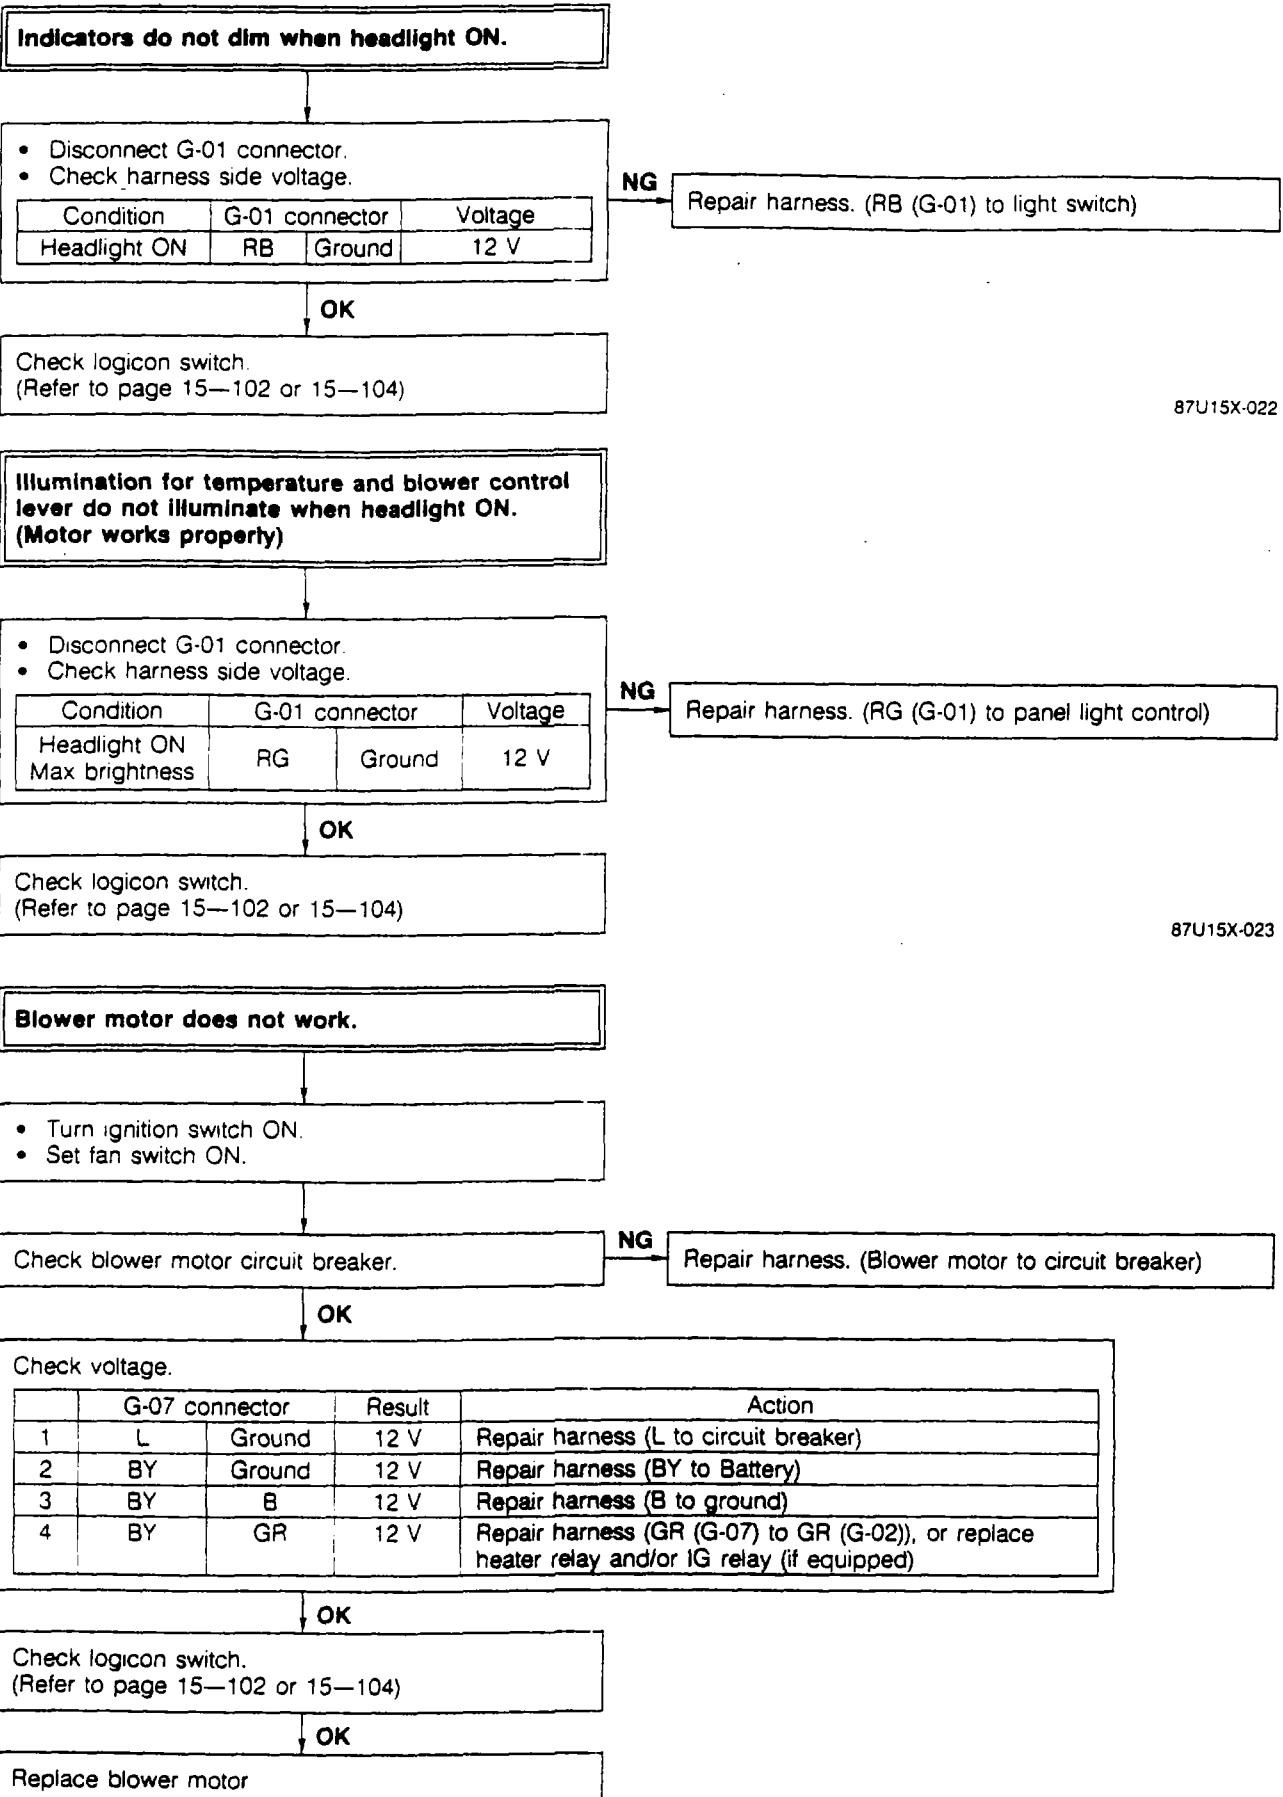 Indicators do not dim when headlight ON.
• Disconnect G-01 connector.
• Check harness side voltage.
Condition G-01 connector Voltage
Headlight ON RB Ground 12 V
NG
Repair harness. (RB (G-01) to light switch)
OK
Check logicon switch.
(Refer to page 15—102 or 15—104)
87U15X-022
Illumination for temperature and blower control
lever do not illuminate when headlight ON.
(Motor works properly)
• Disconnect G-01 connector.
• Check harness side voltage.
Condition G-01 connector Voltage
Headlight ON
Max brightness RG Ground 12 V
NG
Repair harness. (RG (G-01) to panel light control)
OK
Check logicon switch.
(Refer to page 15—102 or 15—104)
87U15X-023
Blower motor does not work.
• Turn ignition switch ON.
• Set fan switch ON.
Check blower motor circuit breaker.
NG
Repair harness. (Blower motor to circuit breaker)
OK
Check voltage.
G-07 connector Result Action
1 L Ground 12 V Repair harness (L to circuit breaker)
2 BY Ground 12 V Repair harness (BY to Battery)
3 BY B 12 V Repair harness (B to ground)
4 BY GR 12 V Repair harness (GR (G-07) to GR (G-02)), or replace
heater relay and/or IG relay (if equipped)
OK
Check logicon switch.
(Refer to page 15—102 or 15—104)
OK
Replace blower motor